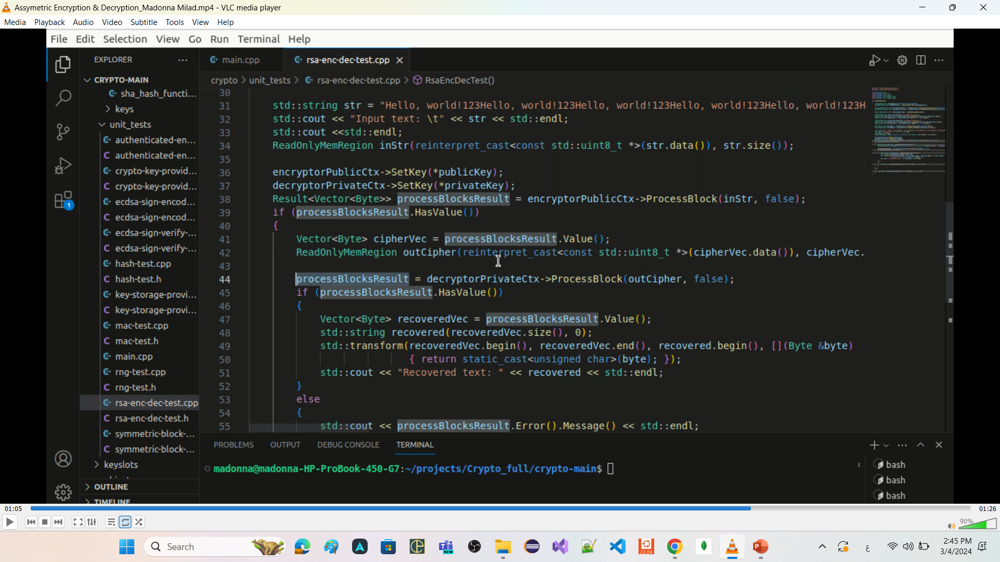 Assymetric Encryption & Decryption_Madonna Milad.mp4 - VLC media player
Media Playback Audio Video Subtitle Tools View Help
File Edit Selection View Go Run Terminal Help
EXPLORER
CRYPTO-MAIN
sha_hash_functi...
keys
unit_tests
authenticated-en...
authenticated-en...
crypto-key-provid...
crypto-key-provid...
ecdsa-sign-encod...
ecdsa-sign-encod...
ecdsa-sign-verify-...
ecdsa-sign-verify-...
hash-test.cpp
hash-test.h
key-storage-provi...
key-storage-provi...
mac-test.cpp
mac-test.h
main.cpp
rng-test.cpp
rng-test.h
rsa-enc-dec-test.cpp
rsa-enc-dec-test.h
symmetric-block-...
symmetric-block-...
keyslots
OUTLINE
TIMELINE
1
main.cpp rsa-enc-dec-test.cpp
crypto > unit_tests > rsa-enc-dec-test.cpp > RsaEncDecTest()
30
31 std::string str = "Hello, world!123Hello, world!123Hello, world!123Hello, world!123Hello, world!123H
32 std::cout << "Input text: \t" << str << std::endl;
33 std::cout <<std::endl;
34 ReadOnlyMemRegion inStr(reinterpret_cast<const std::uint8_t *>(str.data()), str.size());
35
36 encryptorPublicCtx->SetKey(*publicKey);
37 decryptorPrivateCtx->SetKey(*privateKey);
38 Result<Vector<Byte>> processBlocksResult = encryptorPublicCtx->ProcessBlock(inStr, false);
39 if (processBlocksResult.HasValue())
40 {
41 Vector<Byte> cipherVec = processBlocksResult.Value();
42 ReadOnlyMemRegion outCipher(reinterpret_cast<const std::uint8_t *>(cipherVec.data()), cipherVec.
43
44 processBlocksResult = decryptorPrivateCtx->ProcessBlock(outCipher, false);
45 if (processBlocksResult.HasValue())
46 {
47 Vector<Byte> recoveredVec = processBlocksResult.Value();
48 std::string recovered(recoveredVec.size(), 0);
49 std::transform(recoveredVec.begin(), recoveredVec.end(), recovered.begin(), [](Byte &byte)
50 { return static_cast<unsigned char>(byte); });
51 std::cout << "Recovered text: " << recovered << std::endl;
52 }
53 else
54 {
55 std::cout << processBlocksResult.Error().Message() << std::endl;
PROBLEMS OUTPUT DEBUG CONSOLE TERMINAL
madonna@madonna-HP-ProBook-450-G7:~/projects/Crypto_full/crypto-main$
bash
bash
bash
01:05 01:26
90%
Search
NEW
22.04
ع
2:45 PM
3/4/2024